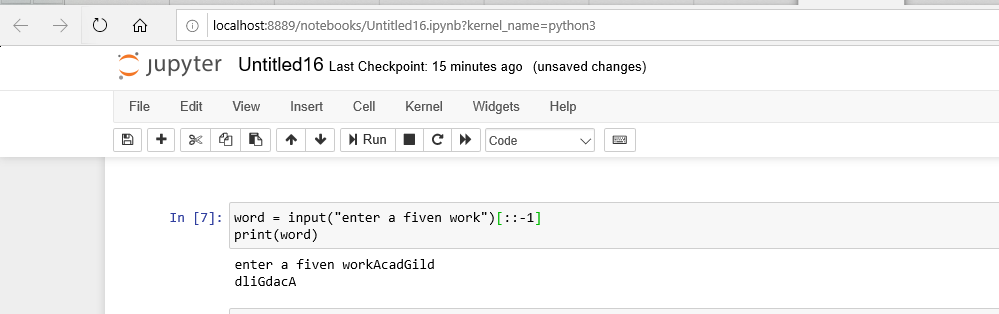 localhost:8889/notebooks/Untitled16.ipynb?kernel_name=python3
jupyter Untitled16 Last Checkpoint: 15 minutes ago (unsaved changes)
File Edit View Insert Cell Kernel Widgets Help
Run Code
In [7]: word = input("enter a fiven work")[::-1]
print(word)
enter a fiven workAcadGild
dliGdacA